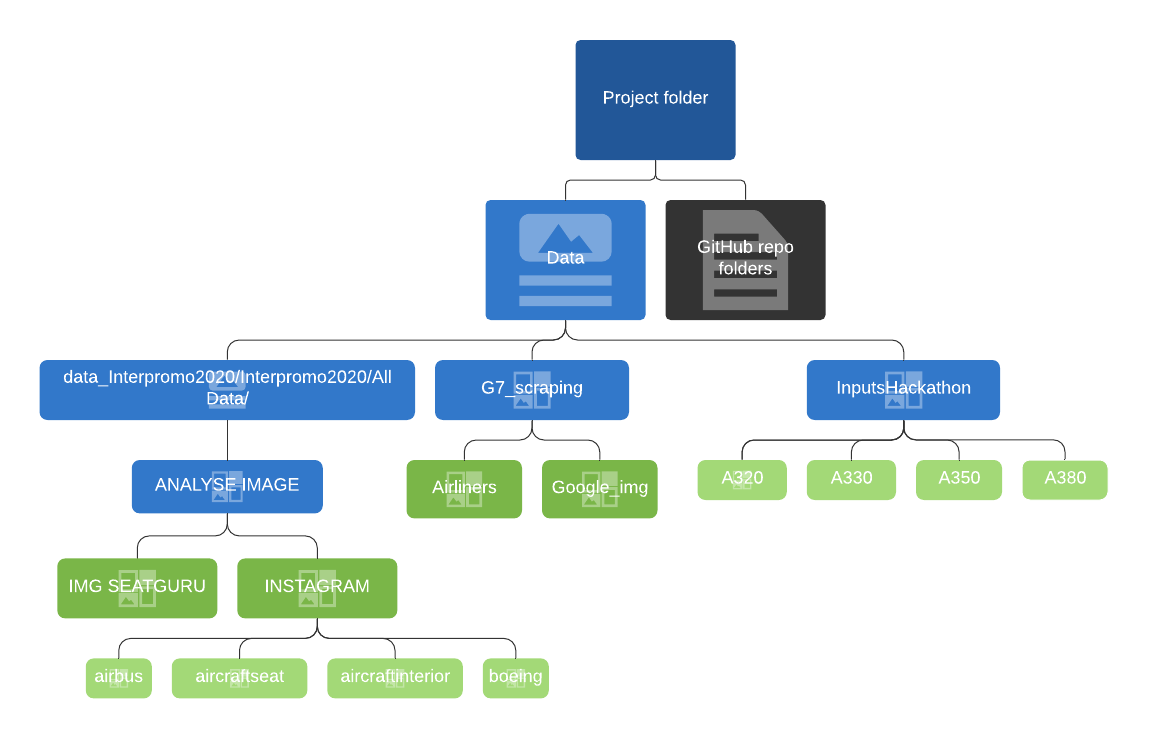 Project folder
Data
GitHub repo
folders
data_Interpromo2020/Interpromo2020/All
Data/
G7_scraping
InputsHackathon
ANALYSE IMAGE
Airliners
Google_img
A320
A330
A350
A380
IMG SEATGURU
INSTAGRAM
airbus
aircraftseat
aircraftinterior
boeing